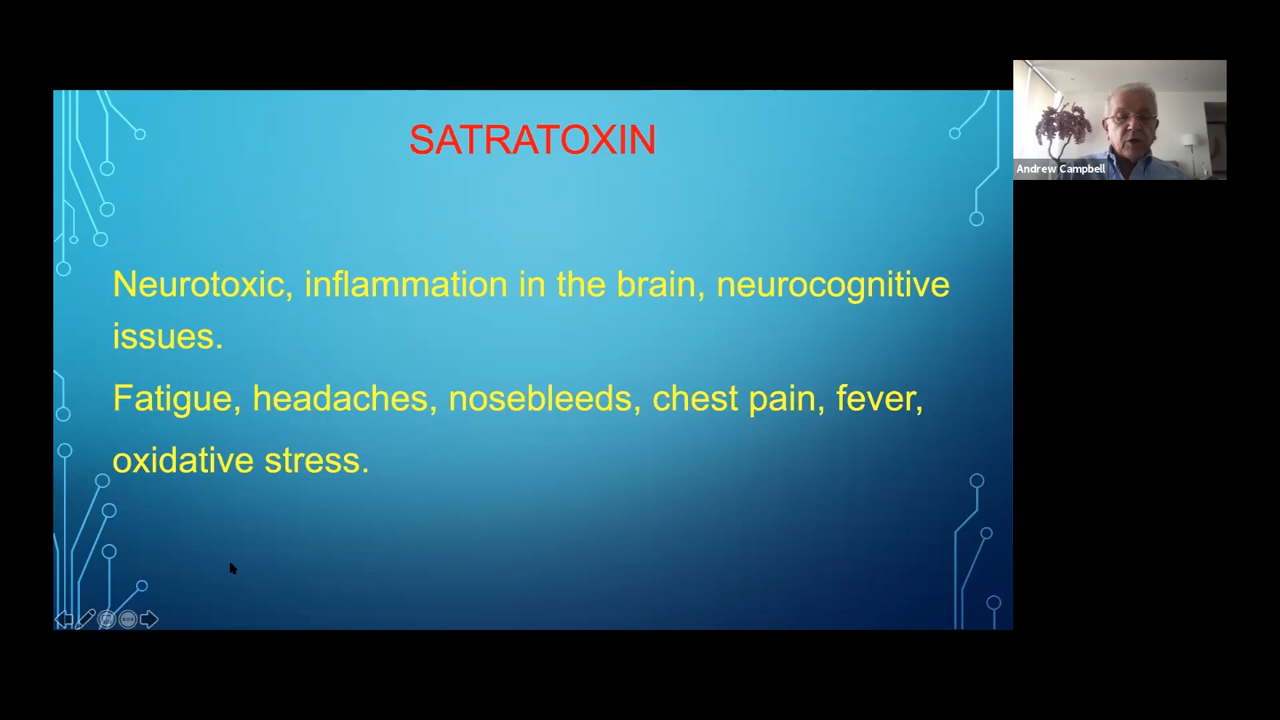 SATRATOXIN
Andrew Campbell
Neurotoxic, inflammation in the brain, neurocognitive
issues.
Fatigue, headaches, nosebleeds, chest pain, fever,
oxidative stress.